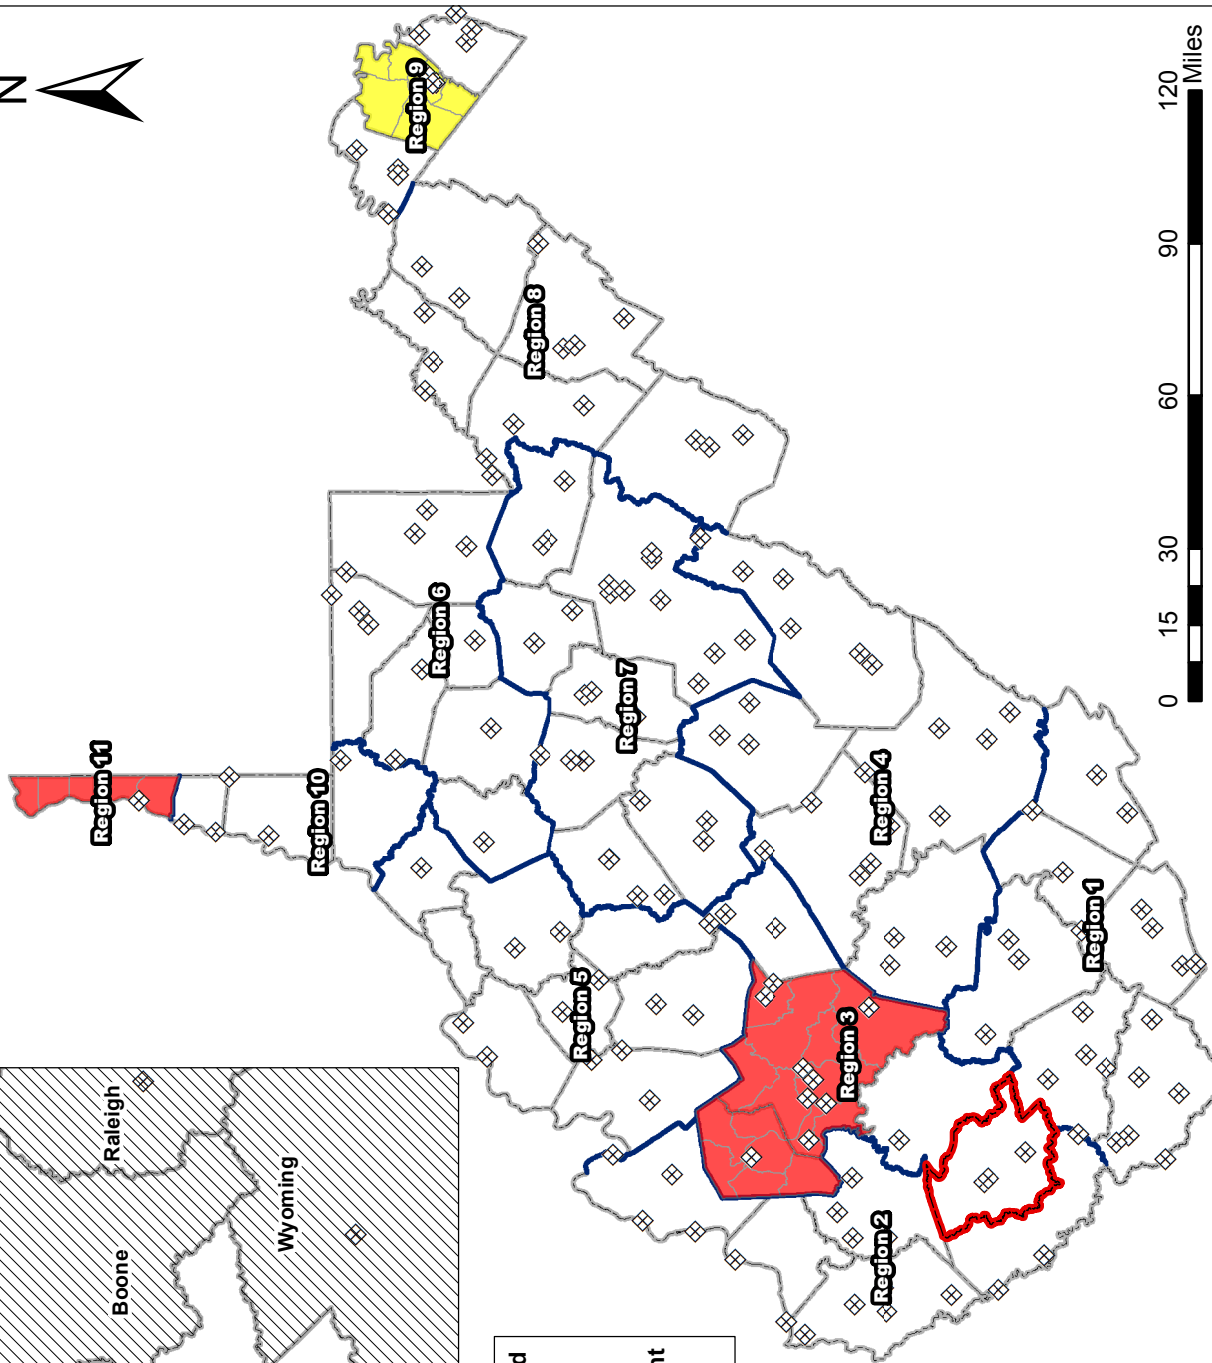 N
Region 11
Region 10
Region 9
Region 8
Region 6
Region 7
Region 5
Region 4
Region 3
Region 1
Region 2
Raleigh
Wyoming
Boone
0 15 30 60 90 120
Miles
d
nt